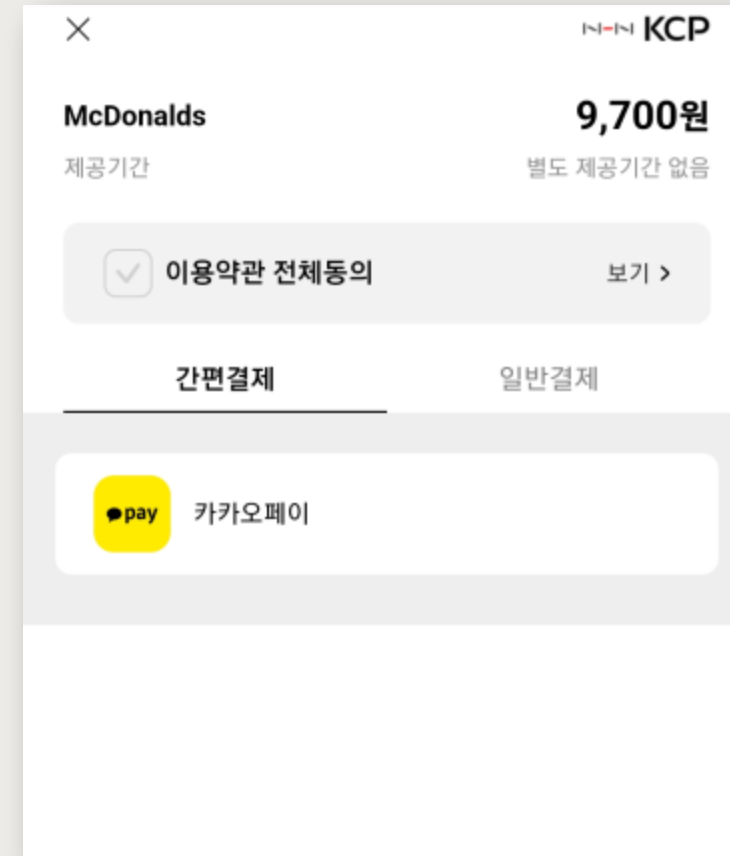 NHN KCP
McDonalds 9,700원
제공기간 별도 제공기간 없음
이용약관 전체동의 보기 >
간편결제 일반결제
pay 카카오페이